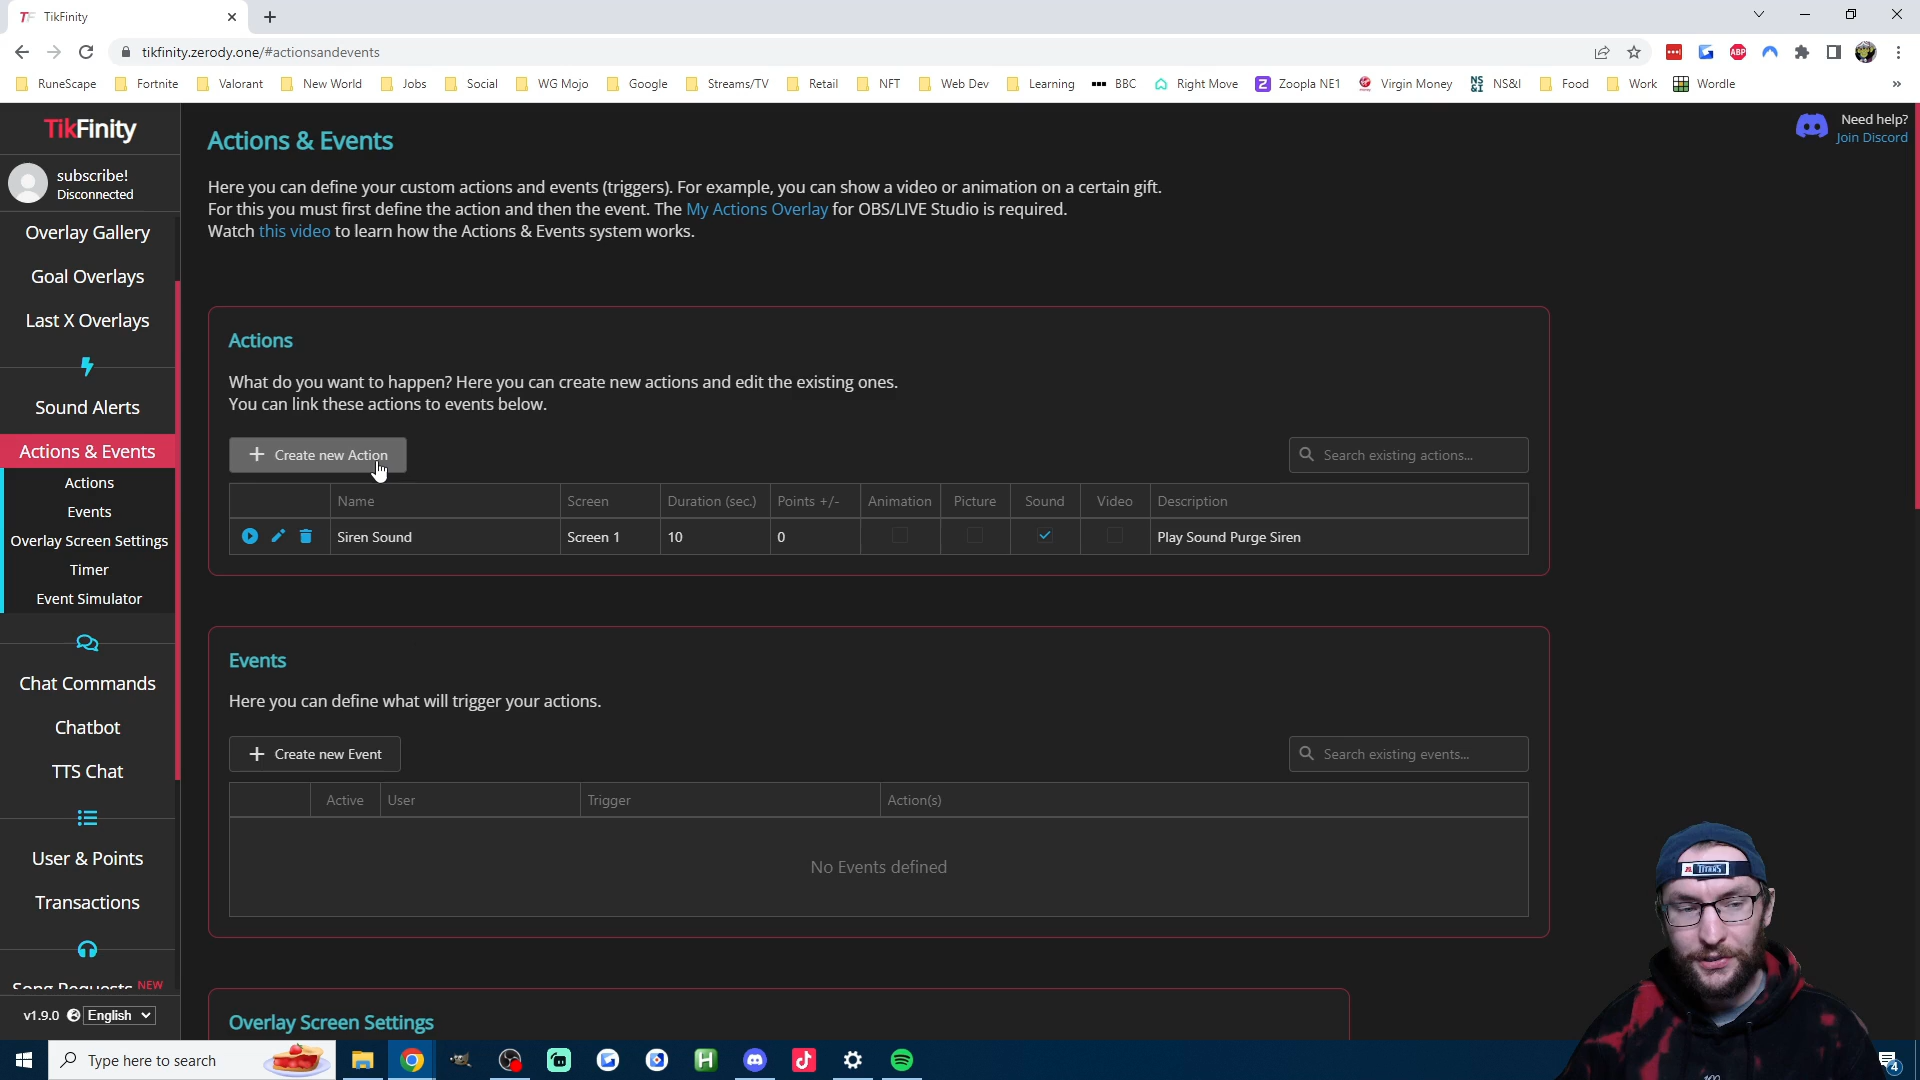 TikFinity
tikfinity.zerody.one/#actionsandevents
ABP
RuneScape
Fortnite
Valorant
New World
Jobs
Social
WG Mojo
Google
Streams/TV
Retail
NFT
Web Dev
Learning
BBC
Right Move
Zoopla NE1
Virgin Money
NS&I
Food
Work
Wordle
»
TikFinity
subscribe!
Disconnected
Overlay Gallery
Goal Overlays
Last X Overlays
Sound Alerts
Actions & Events
Actions
Events
Overlay Screen Settings
Timer
Event Simulator
Chat Commands
Chatbot
TTS Chat
User & Points
Transactions
Song Requests NEW
v1.9.0 English
Need help?
Join Discord
Actions & Events
Here you can define your custom actions and events (triggers). For example, you can show a video or animation on a certain gift.
For this you must first define the action and then the event. The My Actions Overlay for OBS/LIVE Studio is required.
Watch this video to learn how the Actions & Events system works.
Actions
What do you want to happen? Here you can create new actions and edit the existing ones.
You can link these actions to events below.
+ Create new Action
Search existing actions...
Name Screen Duration (sec.) Points +/- Animation Picture Sound Video Description
Siren Sound Screen 1 10 0 Play Sound Purge Siren
Events
Here you can define what will trigger your actions.
+ Create new Event
Search existing events...
Active User Trigger Action(s)
No Events defined
Overlay Screen Settings
TITANS
Type here to search
H
4